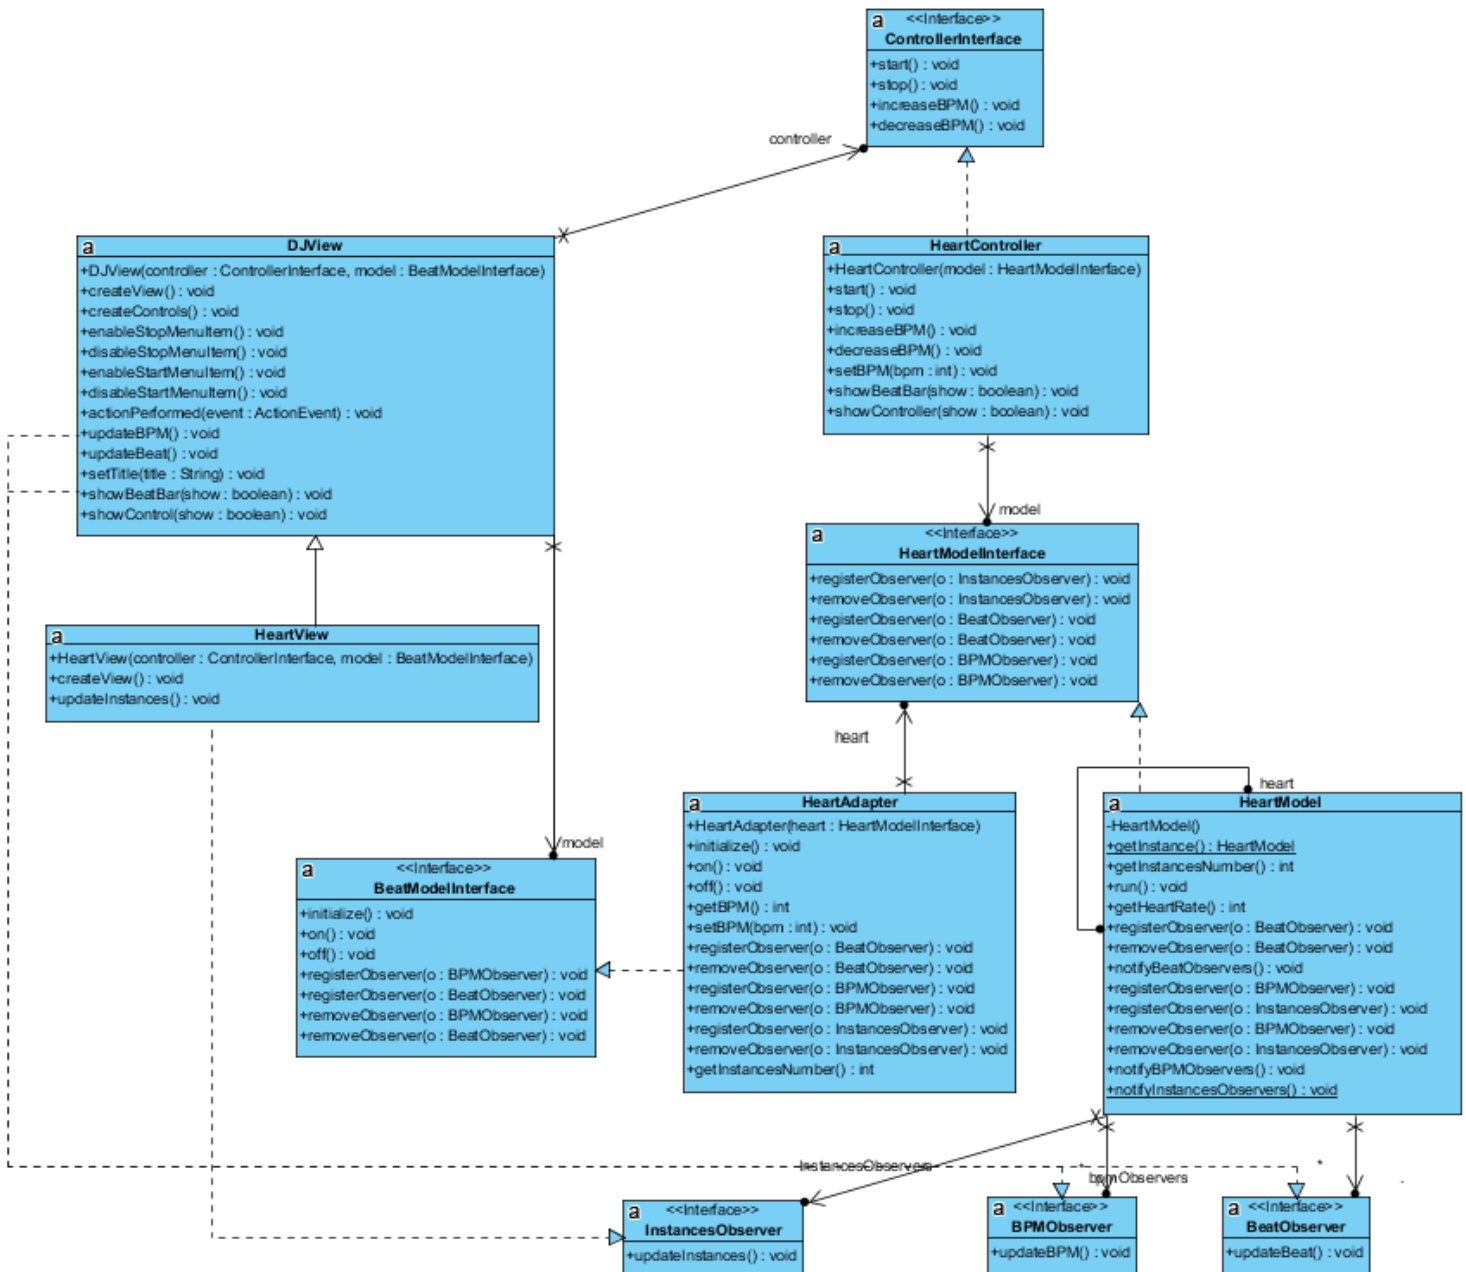 a <<Interface>>
ControllerInterface
+start() : void
+stop() : void
+increaseBPM() : void
+decreaseBPM() : void
controller
a DJView
+DJView(controller : ControllerInterface, model : BeatModelInterface)
+createView() : void
+createControls() : void
+enableStopMenuItem() : void
+disableStopMenuItem() : void
+enableStartMenuItem() : void
+disableStartMenuItem() : void
+actionPerformed(event : ActionEvent) : void
+updateBPM() : void
+updateBeat() : void
+setTitle(title : String) : void
+showBeatBar(show : boolean) : void
+showControl(show : boolean) : void
a HeartController
+HeartController(model : HeartModelInterface)
+start() : void
+stop() : void
+increaseBPM() : void
+decreaseBPM() : void
+setBPM(bpm : int) : void
+showBeatBar(show : boolean) : void
+showController(show : boolean) : void
model
a <<Interface>>
HeartModelInterface
+registerObserver(o : InstancesObserver) : void
+removeObserver(o : InstancesObserver) : void
+registerObserver(o : BeatObserver) : void
+removeObserver(o : BeatObserver) : void
+registerObserver(o : BPMObserver) : void
+removeObserver(o : BPMObserver) : void
a HeartView
+HeartView(controller : ControllerInterface, model : BeatModelInterface)
+createView() : void
+updateInstances() : void
heart
heart
model
a <<Interface>>
BeatModelInterface
+initialize() : void
+on() : void
+off() : void
+registerObserver(o : BPMObserver) : void
+registerObserver(o : BeatObserver) : void
+removeObserver(o : BPMObserver) : void
+removeObserver(o : BeatObserver) : void
a HeartAdapter
+HeartAdapter(heart : HeartModelInterface)
+initialize() : void
+on() : void
+off() : void
+getBPM() : int
+setBPM(bpm : int) : void
+registerObserver(o : BeatObserver) : void
+removeObserver(o : BeatObserver) : void
+registerObserver(o : BPMObserver) : void
+removeObserver(o : BPMObserver) : void
+registerObserver(o : InstancesObserver) : void
+removeObserver(o : InstancesObserver) : void
+getInstancesNumber() : int
a HeartModel
-HeartModel()
+getInstance() : HeartModel
+getInstancesNumber() : int
+run() : void
+getHeartRate() : int
+registerObserver(o : BeatObserver) : void
+removeObserver(o : BeatObserver) : void
+notifyBeatObservers() : void
+registerObserver(o : BPMObserver) : void
+registerObserver(o : InstancesObserver) : void
+removeObserver(o : BPMObserver) : void
+removeObserver(o : InstancesObserver) : void
+notifyBPMObservers() : void
+notifyInstancesObservers() : void
InstancesObservers
*
*
bpmObservers
a <<Interface>>
InstancesObserver
+updateInstances() : void
a <<Interface>>
BPMObserver
+updateBPM() : void
a <<Interface>>
BeatObserver
+updateBeat() : void